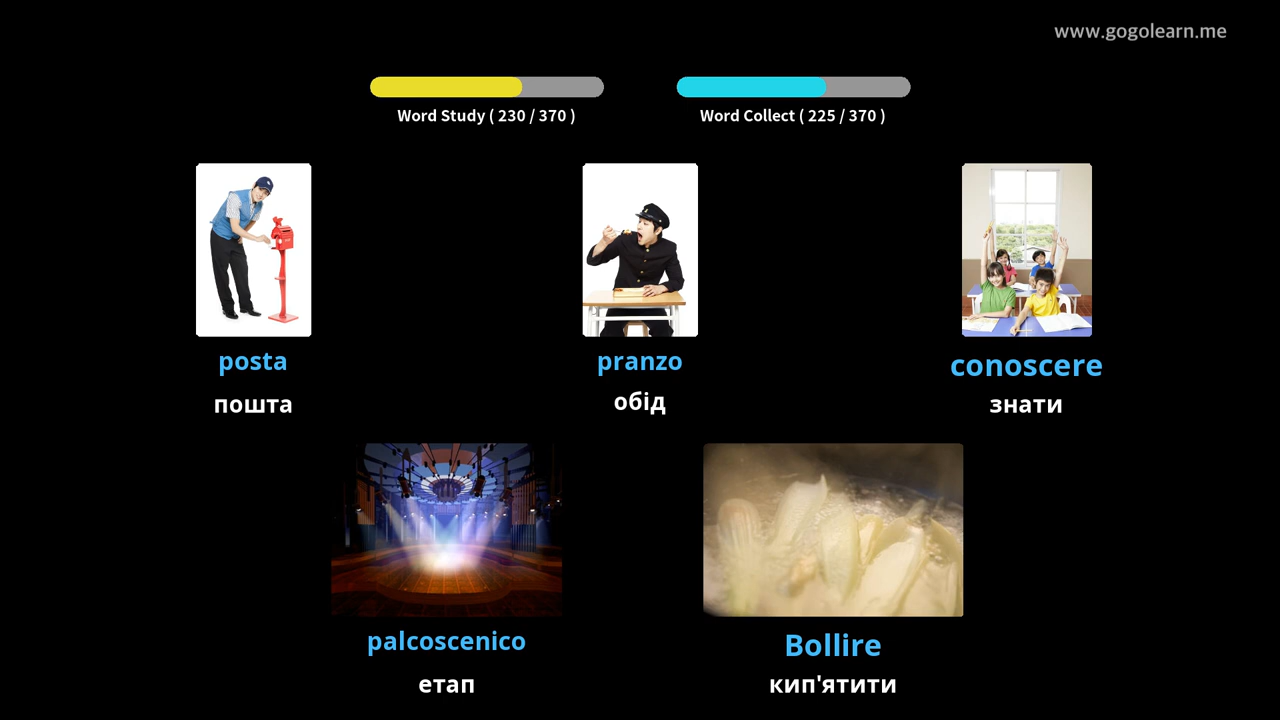 www.gogolearn.me
Word Study ( 230 / 370 )
Word Collect ( 225 / 370 )
posta
пошта
pranzo
обід
conoscere
знати
palcoscenico
етап
Bollire
кип'ятити